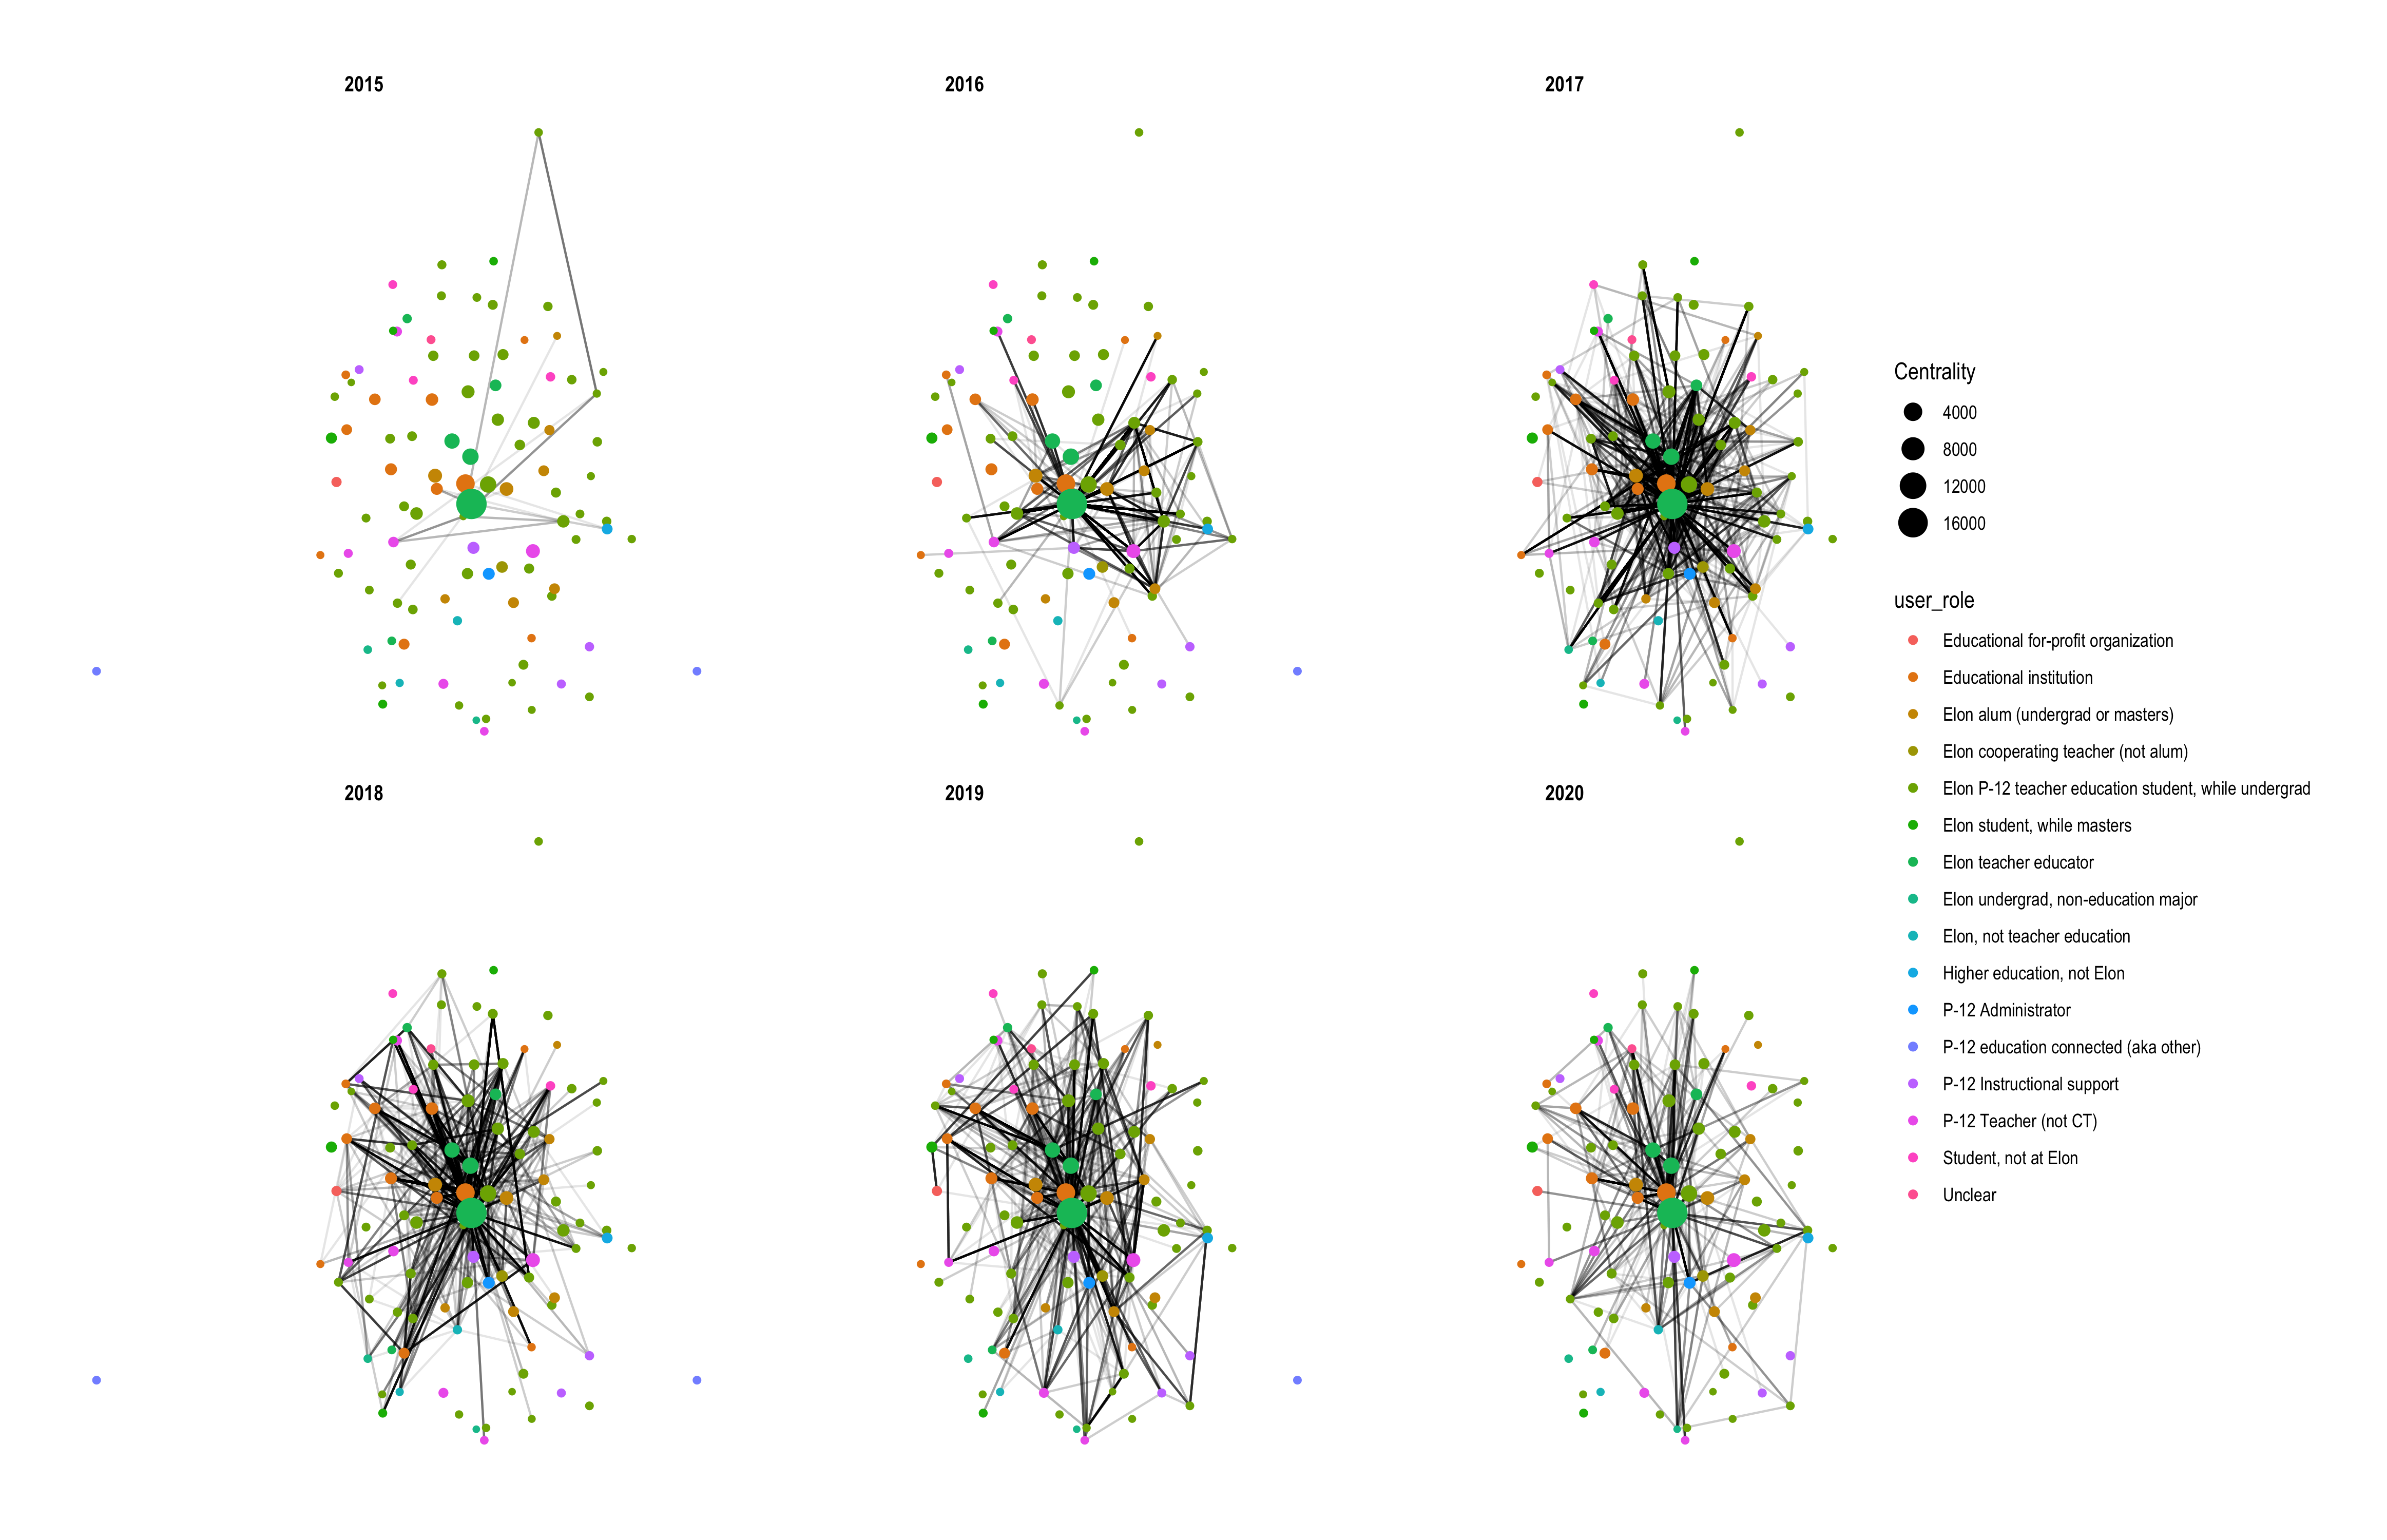 2015
2016
2017
2018
2019
2020
Centrality
4000
8000
12000
16000
user_role
Educational for-profit organization
Educational institution
Elon alum (undergrad or masters)
Elon cooperating teacher (not alum)
Elon P-12 teacher education student, while undergrad
Elon student, while masters
Elon teacher educator
Elon undergrad, non-education major
Elon, not teacher education
Higher education, not Elon
P-12 Administrator
P-12 education connected (aka other)
P-12 Instructional support
P-12 Teacher (not CT)
Student, not at Elon
Unclear